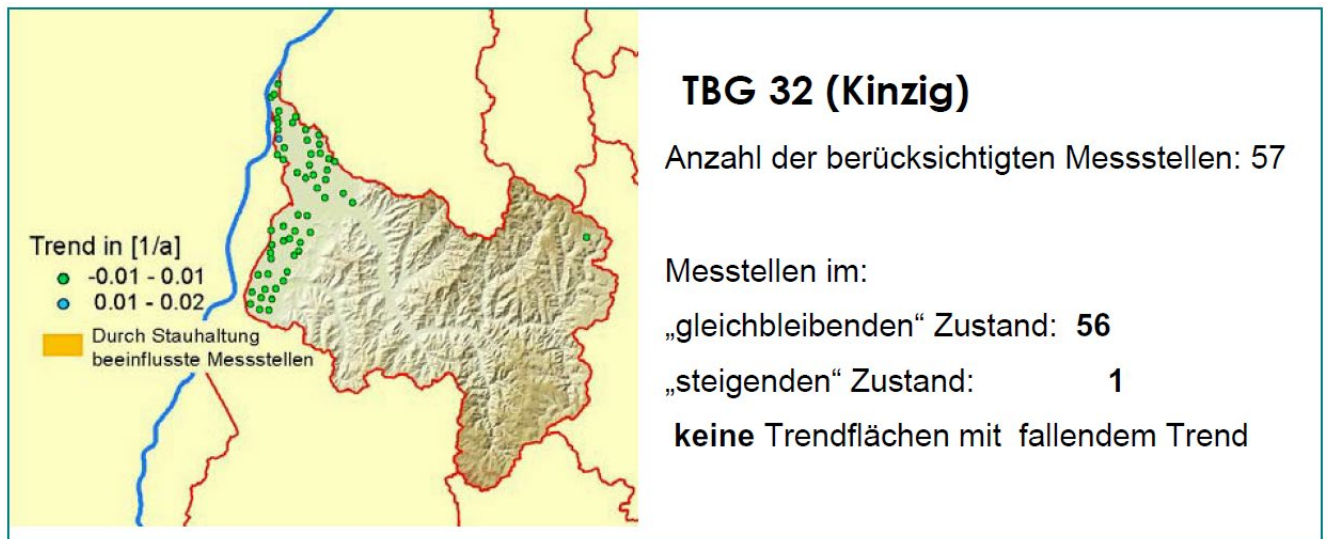 TBG 32 (Kinzig)
Anzahl der berücksichtigten Messstellen: 57
Messtellen im:
„gleichbleibenden“ Zustand: 56
„steigenden“ Zustand: 1
keine Trendflächen mit fallendem Trend
Trend in [1/a]
-0.01 - 0.01
0.01 - 0.02
Durch Stauhaltung
beeinflusste Messstellen